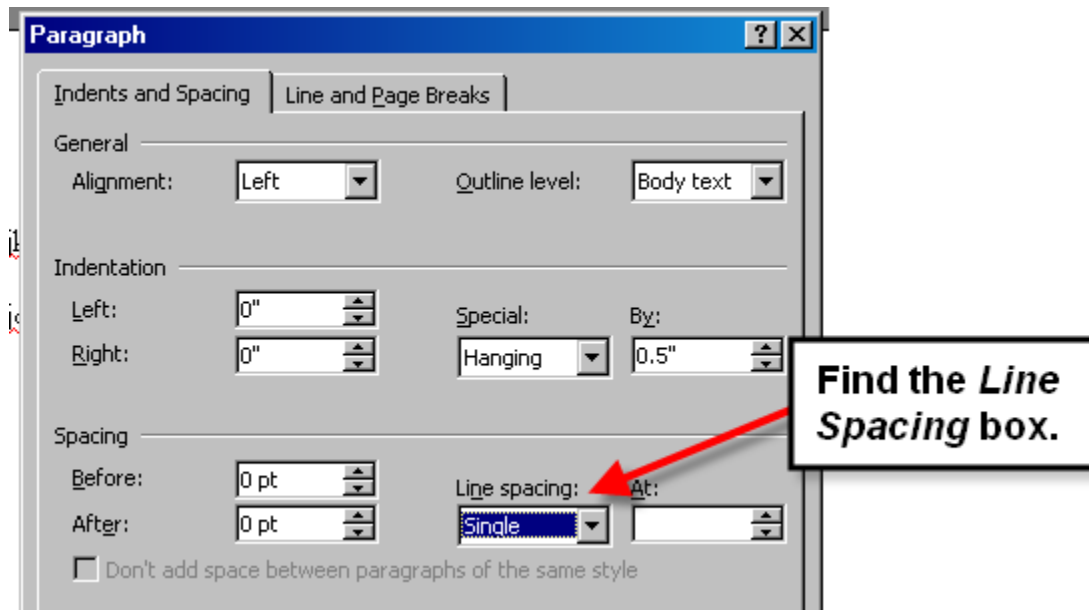 Paragraph
Indents and Spacing Line and Page Breaks
General
Alignment: Left Outline level: Body text
Indentation
Left: 0" Special: By:
Right: 0" Hanging 0.5"
Find the Line
Spacing box.
Spacing
Before: 0 pt Line spacing: At:
After: 0 pt Single
Don't add space between paragraphs of the same style